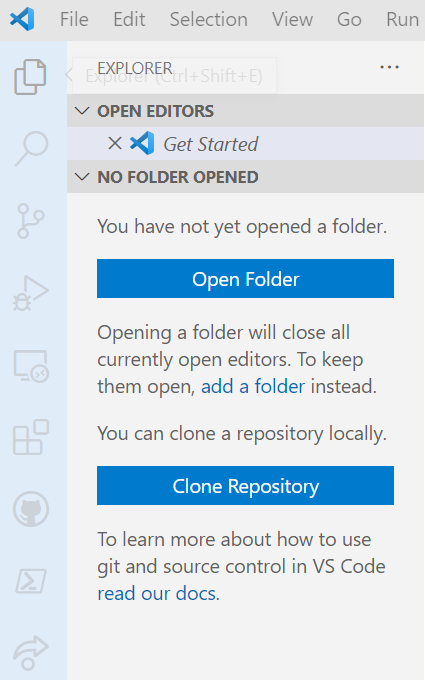 File Edit Selection View Go Run
EXPLORER
Explorer (Ctrl+Shift+E)
OPEN EDITORS
Get Started
NO FOLDER OPENED
You have not yet opened a folder.
Open Folder
Opening a folder will close all
currently open editors. To keep
them open, add a folder instead.
You can clone a repository locally.
Clone Repository
To learn more about how to use
git and source control in VS Code
read our docs.